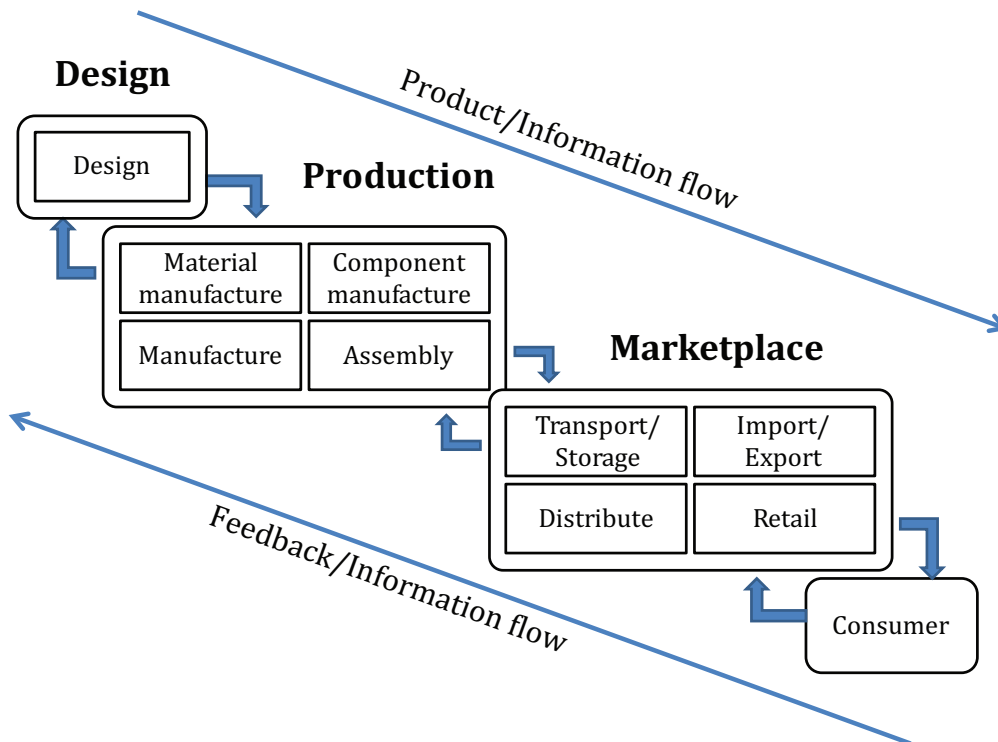 Design
Design
Product/Information flow
Production
Material
manufacture
Component
manufacture
Manufacture
Assembly
Marketplace
Transport/
Storage
Import/
Export
Distribute
Retail
Feedback/Information flow
Consumer